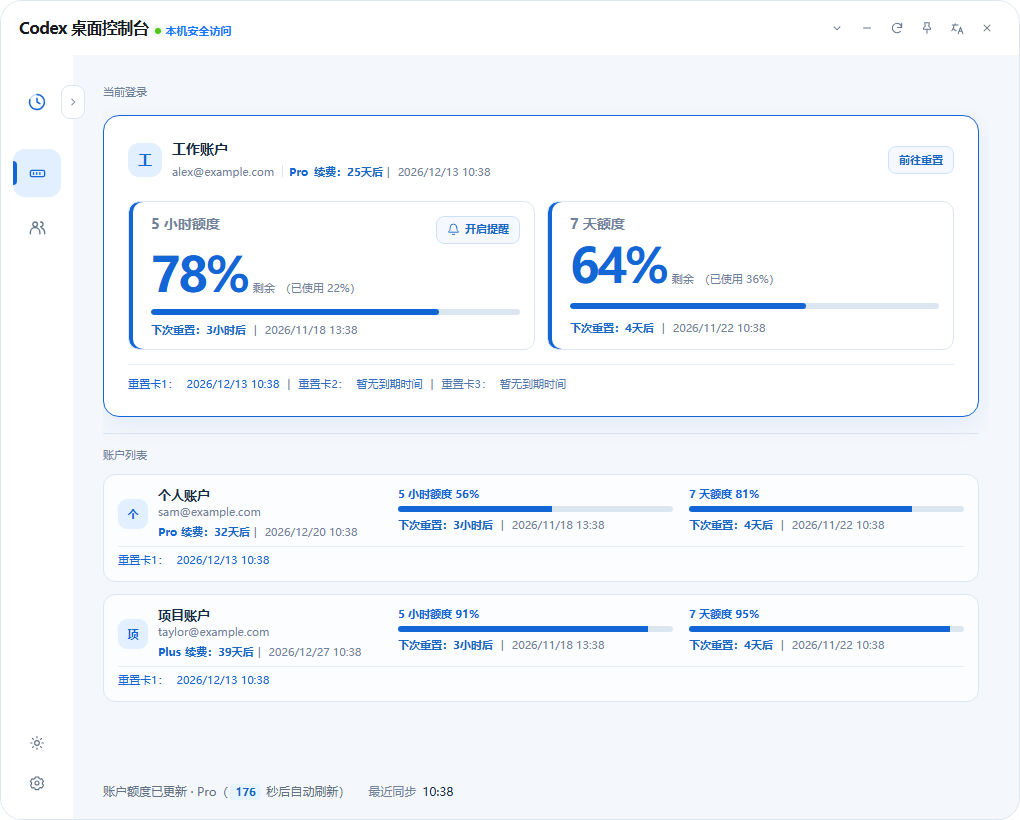 Codex 桌面控制台 本机安全访问
当前登录
工
工作账户
alex@example.com Pro 续费：25天后 | 2026/12/13 10:38
前往重置
5 小时额度
开启提醒
78% 剩余 (已使用 22%)
下次重置：3小时后 | 2026/11/18 13:38
7 天额度
64% 剩余 (已使用 36%)
下次重置：4天后 | 2026/11/22 10:38
重置卡1： 2026/12/13 10:38 | 重置卡2： 暂无到期时间 | 重置卡3： 暂无到期时间
账户列表
个
个人账户
sam@example.com
Pro 续费：32天后 | 2026/12/20 10:38
5 小时额度 56%
下次重置：3小时后 | 2026/11/18 13:38
7 天额度 81%
下次重置：4天后 | 2026/11/22 10:38
重置卡1： 2026/12/13 10:38
顶
项目账户
taylor@example.com
Plus 续费：39天后 | 2026/12/27 10:38
5 小时额度 91%
下次重置：3小时后 | 2026/11/18 13:38
7 天额度 95%
下次重置：4天后 | 2026/11/22 10:38
重置卡1： 2026/12/13 10:38
账户额度已更新 · Pro ( 176 秒后自动刷新) 最近同步 10:38